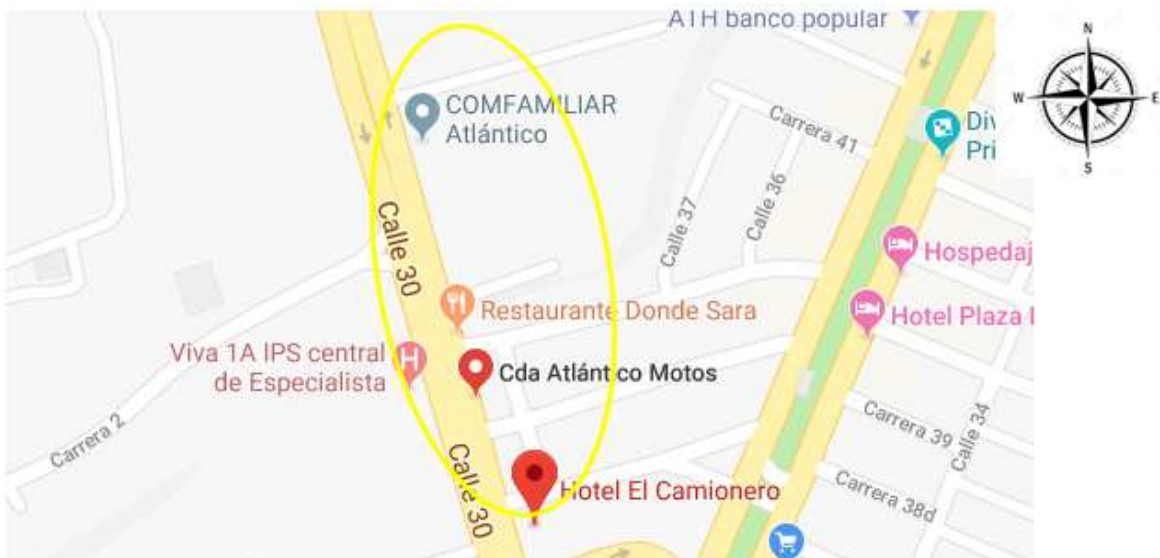 ATH banco popular
N
W
E
S
COMFAMILIAR
Atlántico
Carrera 41
Calle 36
Calle 37
Calle 30
Restaurante Donde Sara
Viva 1A IPS central
de Especialista
Cda Atlántico Motos
Hotel Plaza
Carrera 2
Carrera 39
Calle 34
Calle 30
Hotel El Camionero
Carrera 38d
H